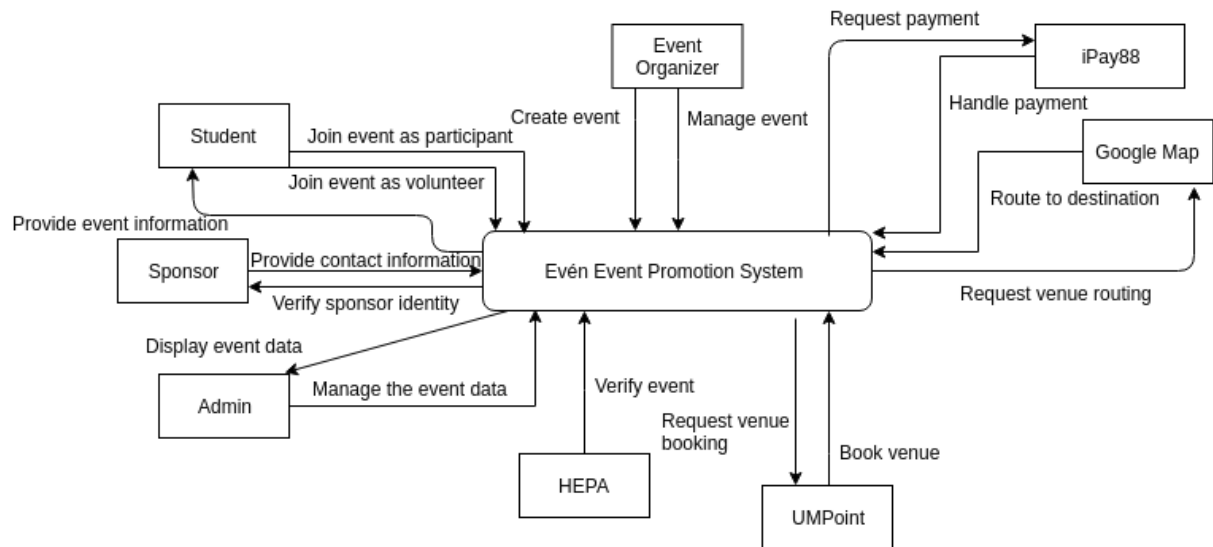 Request payment
Event
Organizer
iPay88
Create event
Manage event
Handle payment
Student
Join event as participant
Google Map
Join event as volunteer
Route to destination
Provide event information
Sponsor
Provide contact information
Evén Event Promotion System
Verify sponsor identity
Request venue routing
Display event data
Admin
Manage the event data
Verify event
Request venue
booking
Book venue
HEPA
UMPoint